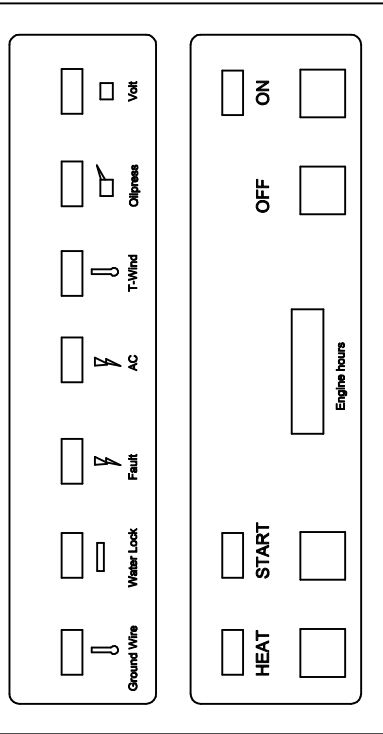 Volt
Oilpress
T-Wind
AC
Fault
Water Lock
Ground Wire
ON
OFF
Engine hours
START
HEAT